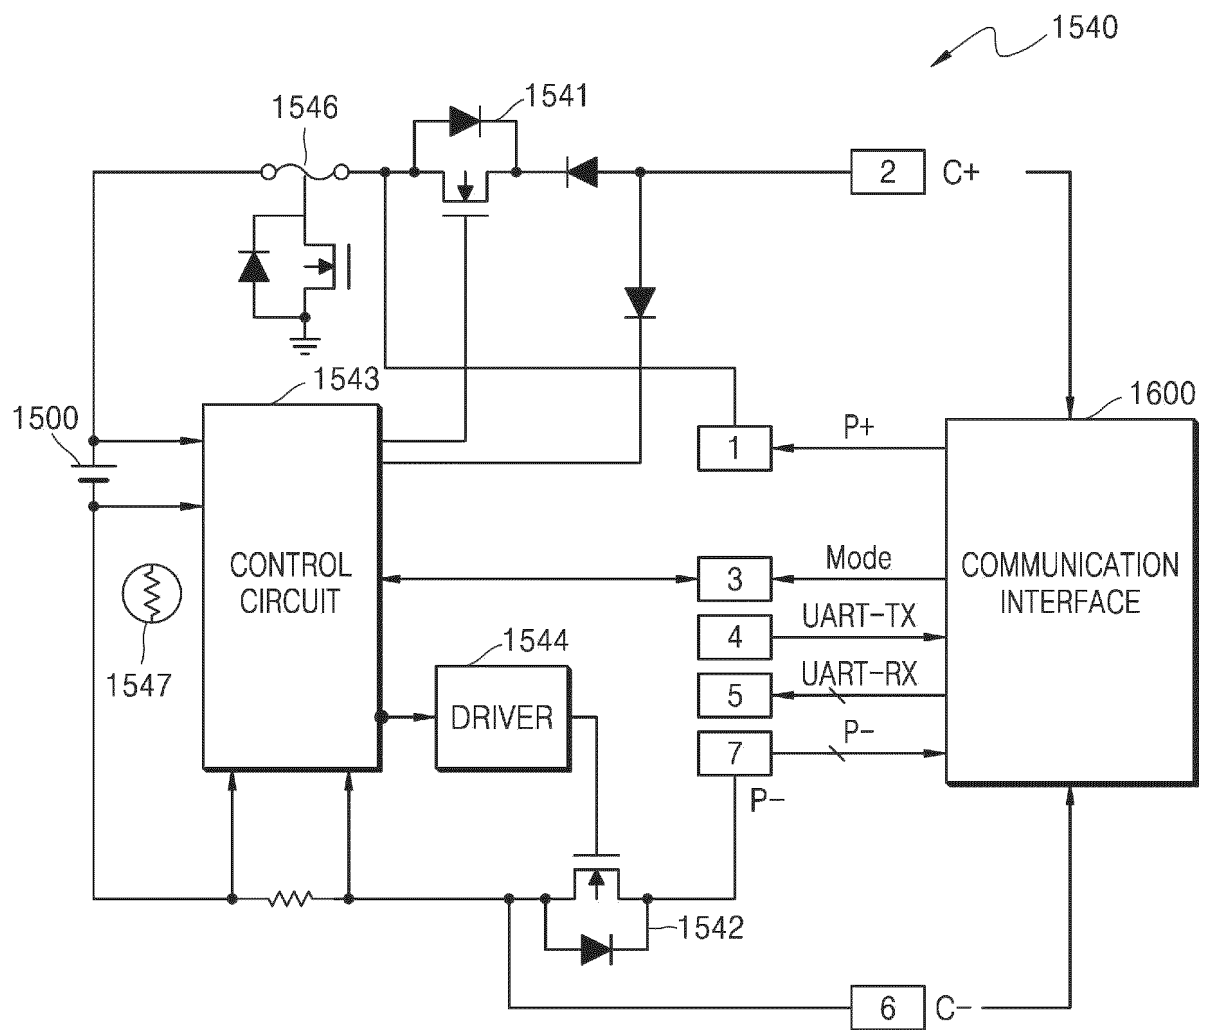 1540
1546
1541
2 C+
1543
1600
1500
1 P+
CONTROL
CIRCUIT
3 Mode
COMMUNICATION
INTERFACE
4 UART-TX
1547
1544
5 UART-RX
DRIVER
7 P-
P-
1542
6 C-